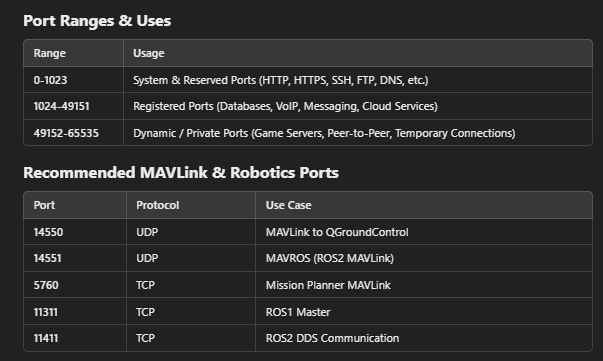 Port Ranges & Uses
Range Usage
0-1023 System & Reserved Ports (HTTP, HTTPS, SSH, FTP, DNS, etc.)
1024-49151 Registered Ports (Databases, VoIP, Messaging, Cloud Services)
49152-65535 Dynamic / Private Ports (Game Servers, Peer-to-Peer, Temporary Connections)
Recommended MAVLink & Robotics Ports
Port Protocol Use Case
14550 UDP MAVLink to QGroundControl
14551 UDP MAVROS (ROS2 MAVLink)
5760 TCP Mission Planner MAVLink
11311 TCP ROS1 Master
11411 TCP ROS2 DDS Communication